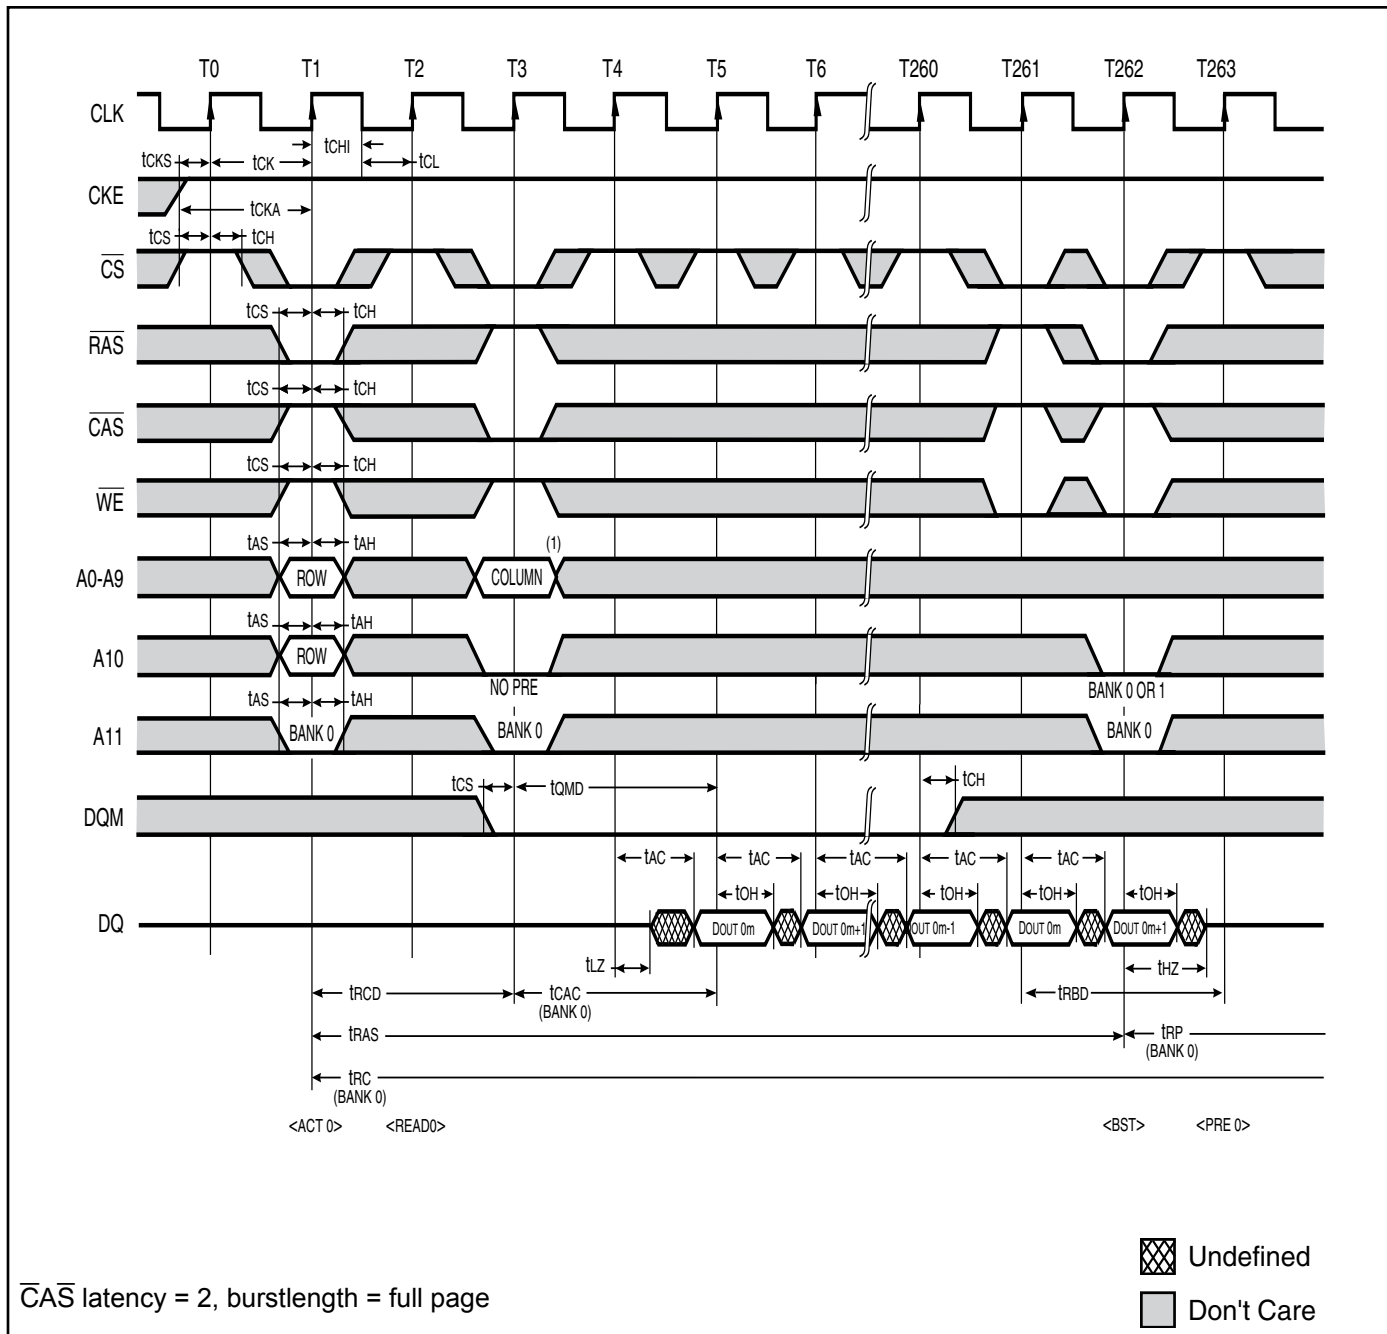 T0 T1 T2 T3 T4 T5 T6 T260 T261 T262 T263
CLK
tCHI
tCKS tCK tCL
CKE
tCKA
tCS tCH
CS
tCS tCH
RAS
tCS tCH
CAS
tCS tCH
WE
tAS tAH (1)
A0-A9 ROW COLUMN
tAS tAH
A10 ROW
NO PRE BANK 0 OR 1
tAS tAH
A11 BANK 0 BANK 0 BANK 0
tCS tQMD tCH
DQM
tAC tAC tAC tAC tAC
tOH tOH tOH tOH tOH
DQ DOUT 0m DOUT 0m+1 OUT 0m-1 DOUT 0m DOUT 0m+1
tLZ tHZ
tRCD tCAC tRBD
(BANK 0)
tRAS tRP
(BANK 0)
tRC
(BANK 0)
<ACT 0> <READ0> <BST> <PRE 0>
Undefined
CAS latency = 2, burstlength = full page
Don't Care